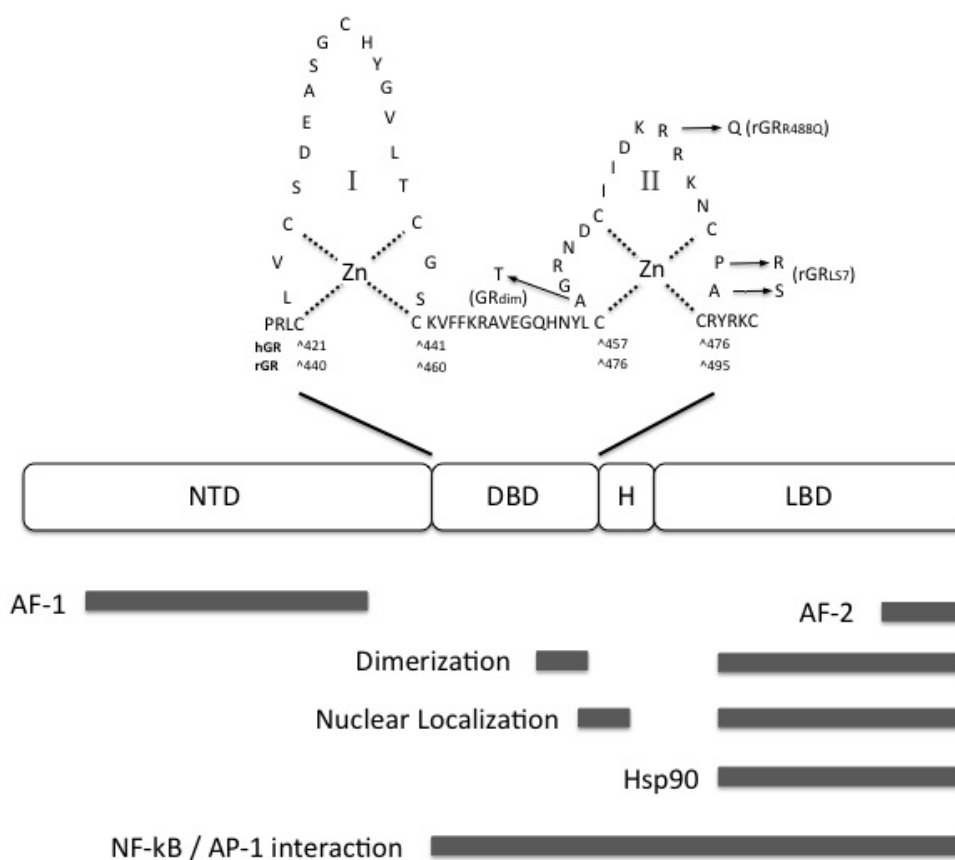 PRLC
L
V
C
S
D
E
A
S
G
C
H
Y
G
V
L
T
C
G
S
C
I
Zn
KVFFKRAVEGQHNYL
C
A
G
R
N
D
C
I
I
D
K
R
R
K
N
C
P
A
CRYRKC
II
Zn
Q (rGRR488Q)
R
S
(rGRLS7)
T
(GRdim)
hGR ^421 ^441 ^457 ^476
rGR ^440 ^460 ^476 ^495
NTD DBD H LBD
AF-1 AF-2
Dimerization
Nuclear Localization
Hsp90
NF-kB / AP-1 interaction